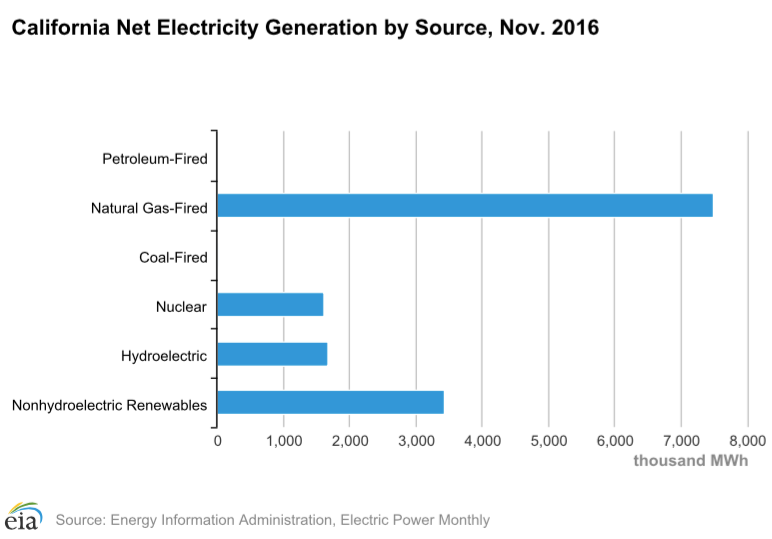 California Net Electricity Generation by Source, Nov. 2016
Petroleum-Fired
Natural Gas-Fired
Coal-Fired
Nuclear
Hydroelectric
Nonhydroelectric Renewables
0 1,000 2,000 3,000 4,000 5,000 6,000 7,000 8,000
thousand MWh
eia Source: Energy Information Administration, Electric Power Monthly